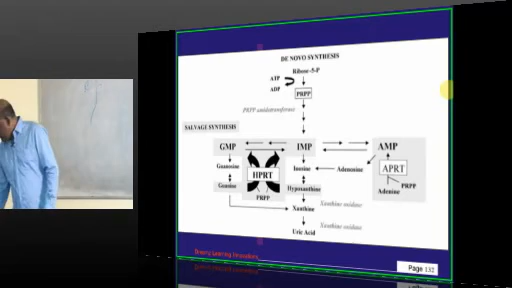 DE NOVO SYNTHESIS
Ribose-5-P
ATP
ADP
PRPP
PRPP amidotransferase
SALVAGE SYNTHESIS
GMP
IMP
AMP
Guanosine
Inosine
Adenosine
HPRT
APRT
Guanine
Hypoxanthine
PRPP
PRPP
Adenine
Xanthine
Xanthine oxidase
Xanthine oxidase
Uric Acid
Page 132